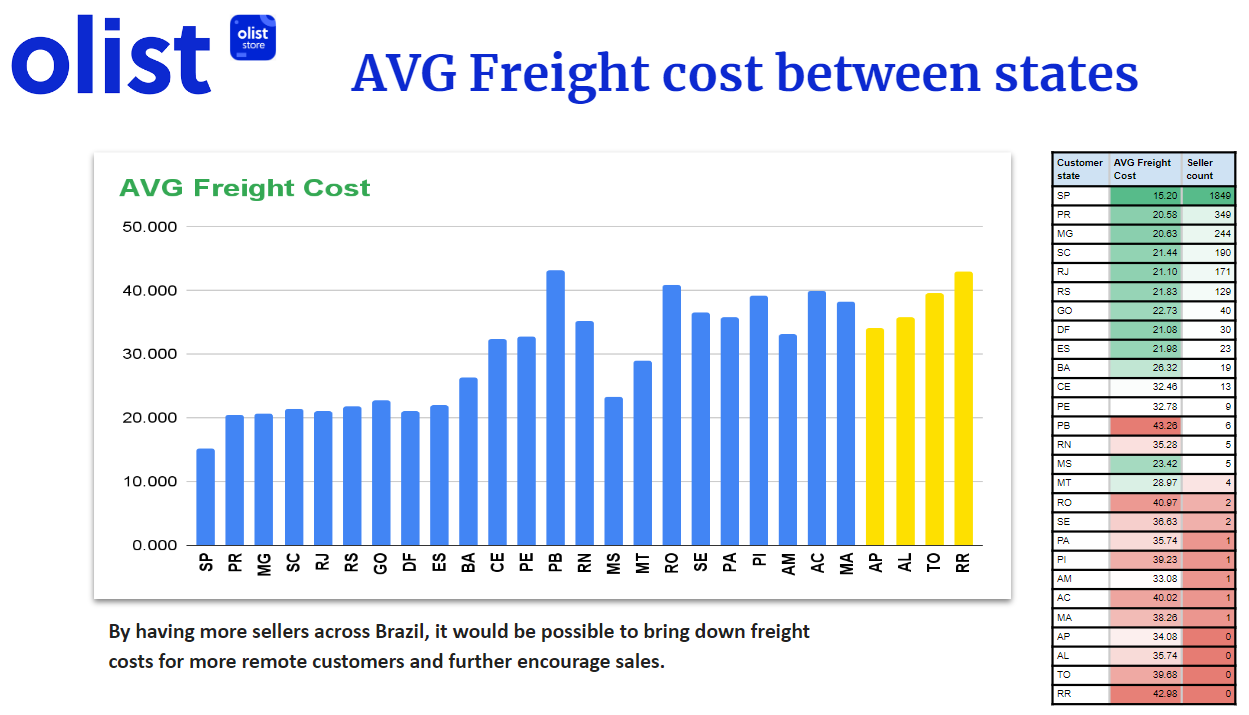 olist
olist
store
AVG Freight cost between states
AVG Freight Cost
50.000
40.000
30.000
20.000
10.000
0.000
SP PR MG SC RJ RS GO DF ES BA CE PE PB RN MS MT RO SE PA PI AM AC MA AP AL TO RR
By having more sellers across Brazil, it would be possible to bring down freight
costs for more remote customers and further encourage sales.
Customer state AVG Freight Cost Seller count
SP 15.20 1849
PR 20.58 349
MG 20.63 244
SC 21.44 190
RJ 21.10 171
RS 21.83 129
GO 22.73 40
DF 21.08 30
ES 21.98 23
BA 26.32 19
CE 32.46 13
PE 32.78 9
PB 43.26 6
RN 35.28 5
MS 23.42 5
MT 28.97 4
RO 40.97 2
SE 36.63 2
PA 35.74 1
PI 39.23 1
AM 33.08 1
AC 40.02 1
MA 38.26 1
AP 34.08 0
AL 35.74 0
TO 39.68 0
RR 42.98 0